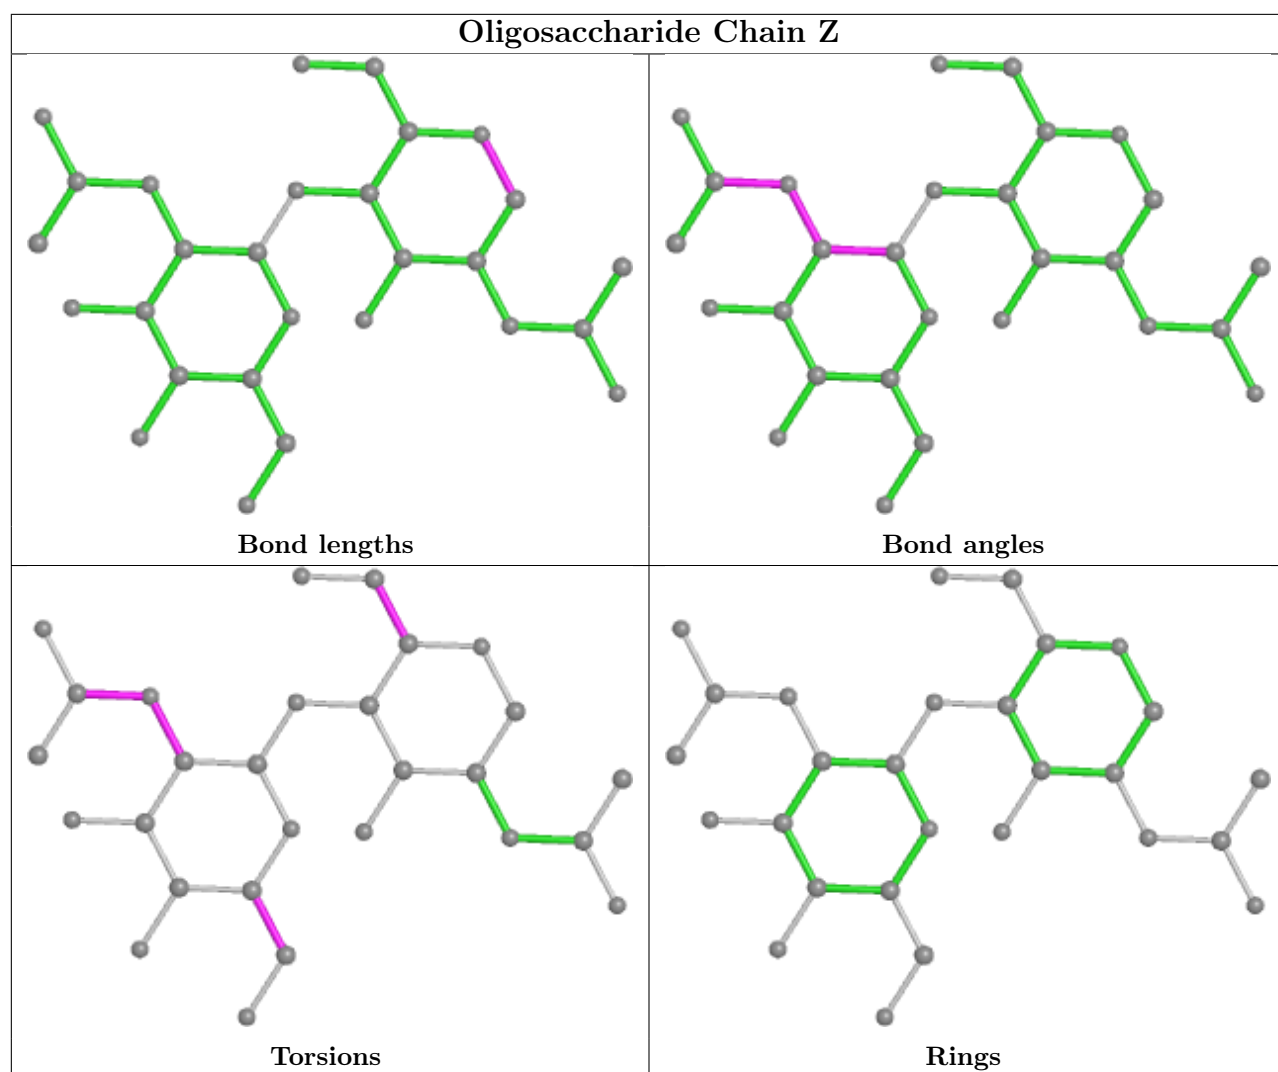 Oligosaccharide Chain Z
Bond lengths
Bond angles
Torsions
Rings